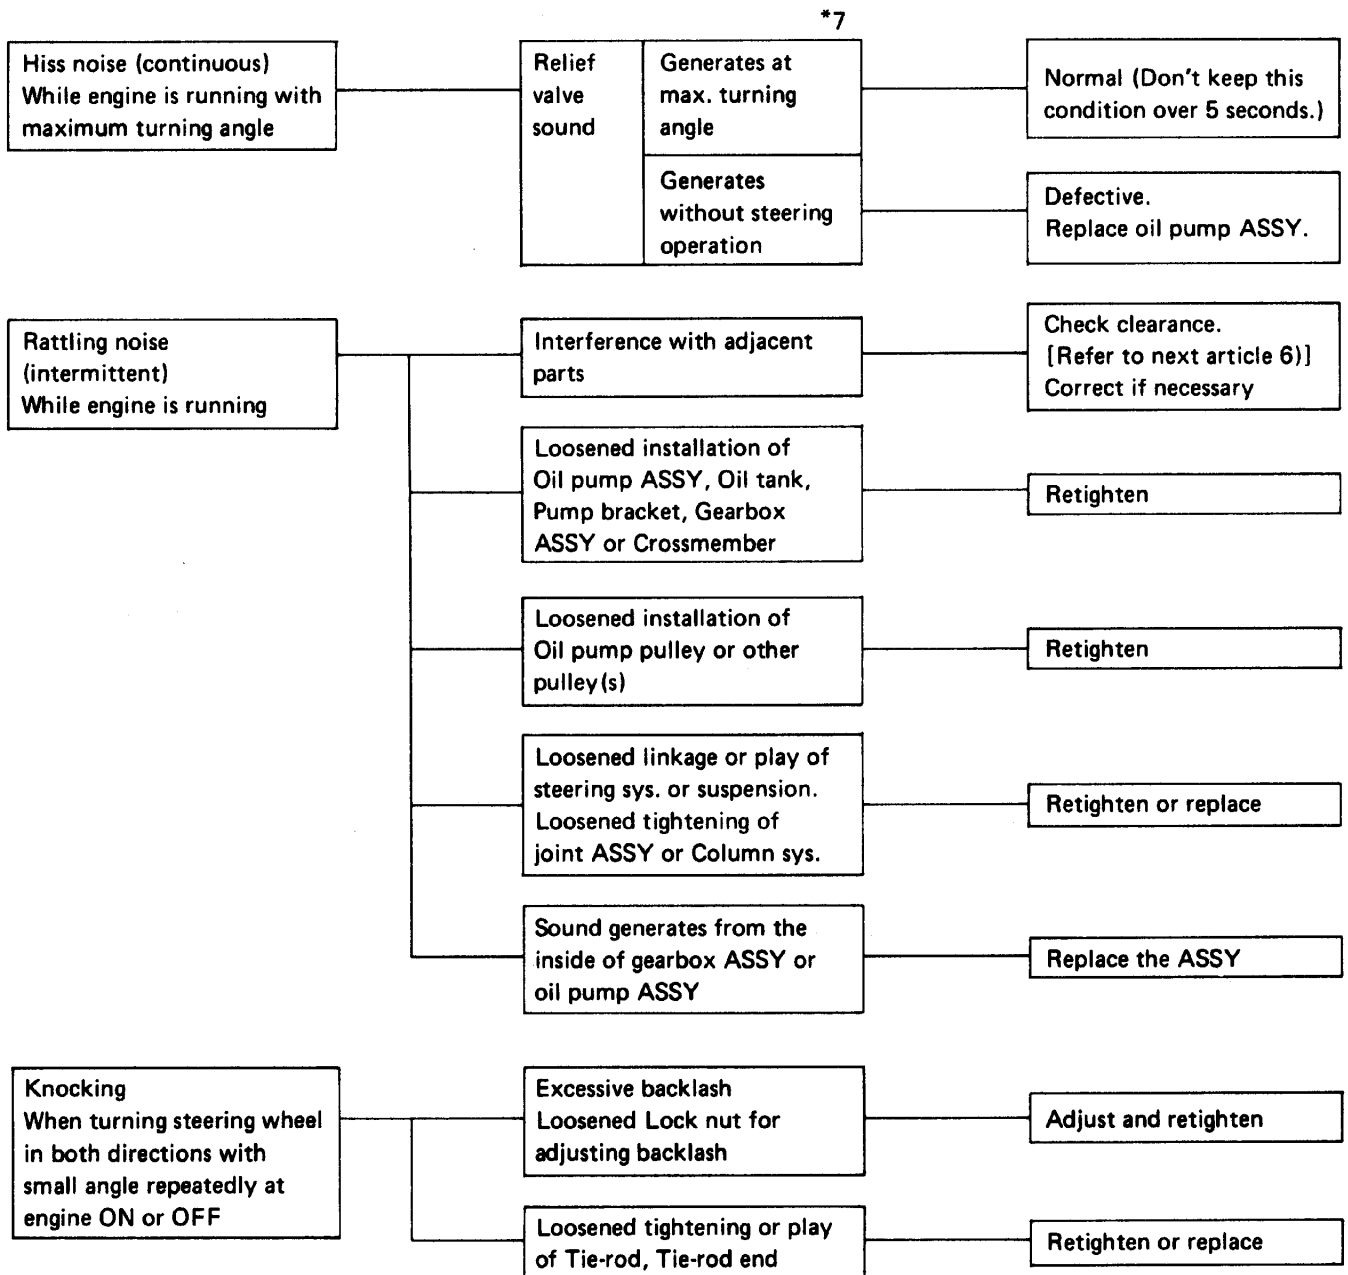 *7
Hiss noise (continuous)
While engine is running with
maximum turning angle
Relief
valve
sound
Generates at
max. turning
angle
Normal (Don't keep this
condition over 5 seconds.)
Generates
without steering
operation
Defective.
Replace oil pump ASSY.
Rattling noise
(intermittent)
While engine is running
Interference with adjacent
parts
Check clearance.
[Refer to next article 6)]
Correct if necessary
Loosened installation of
Oil pump ASSY, Oil tank,
Pump bracket, Gearbox
ASSY or Crossmember
Retighten
Loosened installation of
Oil pump pulley or other
pulley(s)
Retighten
Loosened linkage or play of
steering sys. or suspension.
Loosened tightening of
joint ASSY or Column sys.
Retighten or replace
Sound generates from the
inside of gearbox ASSY or
oil pump ASSY
Replace the ASSY
Knocking
When turning steering wheel
in both directions with
small angle repeatedly at
engine ON or OFF
Excessive backlash
Loosened Lock nut for
adjusting backlash
Adjust and retighten
Loosened tightening or play
of Tie-rod, Tie-rod end
Retighten or replace